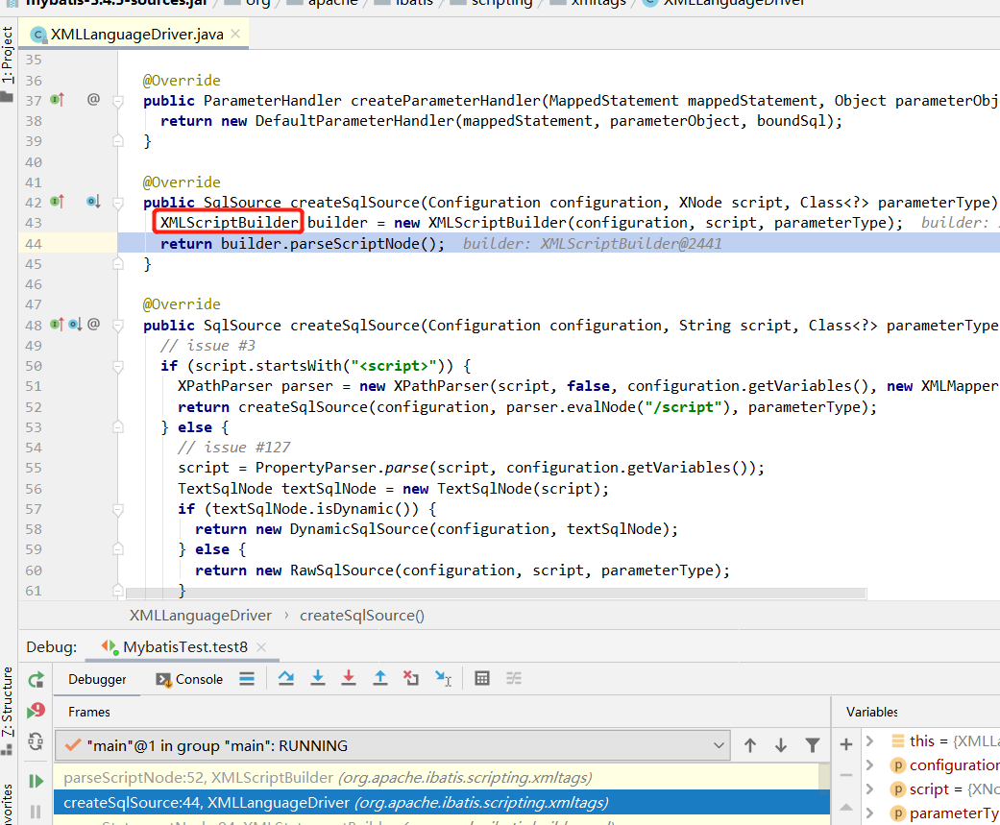 mybatis-3.4.5-sources.jar org apache ibatis scripting xmltags XMLLanguageDriver
XMLLanguageDriver.java
1: Project
35
36 @Override
37 @ public ParameterHandler createParameterHandler(MappedStatement mappedStatement, Object parameterObj
38 return new DefaultParameterHandler(mappedStatement, parameterObject, boundSql);
39 }
40
41 @Override
42 public SqlSource createSqlSource(Configuration configuration, XNode script, Class<?> parameterType)
43 XMLScriptBuilder builder = new XMLScriptBuilder(configuration, script, parameterType); builder:
44 return builder.parseScriptNode(); builder: XMLScriptBuilder@2441
45 }
46
47 @Override
48 @ public SqlSource createSqlSource(Configuration configuration, String script, Class<?> parameterType
49 // issue #3
50 if (script.startsWith("<script>")) {
51 XPathParser parser = new XPathParser(script, false, configuration.getVariables(), new XMLMapper
52 return createSqlSource(configuration, parser.evalNode("/script"), parameterType);
53 } else {
54 // issue #127
55 script = PropertyParser.parse(script, configuration.getVariables());
56 TextSqlNode textSqlNode = new TextSqlNode(script);
57 if (textSqlNode.isDynamic()) {
58 return new DynamicSqlSource(configuration, textSqlNode);
59 } else {
60 return new RawSqlSource(configuration, script, parameterType);
61 }
XMLLanguageDriver › createSqlSource()
Debug: MybatisTest.test8
Z: Structure
Debugger Console
Frames Variables
"main"@1 in group "main": RUNNING
this = {XMLLa
parseScriptNode:52, XMLScriptBuilder (org.apache.ibatis.scripting.xmltags)
configuration
createSqlSource:44, XMLLanguageDriver (org.apache.ibatis.scripting.xmltags)
script = {XNo
parameterTy